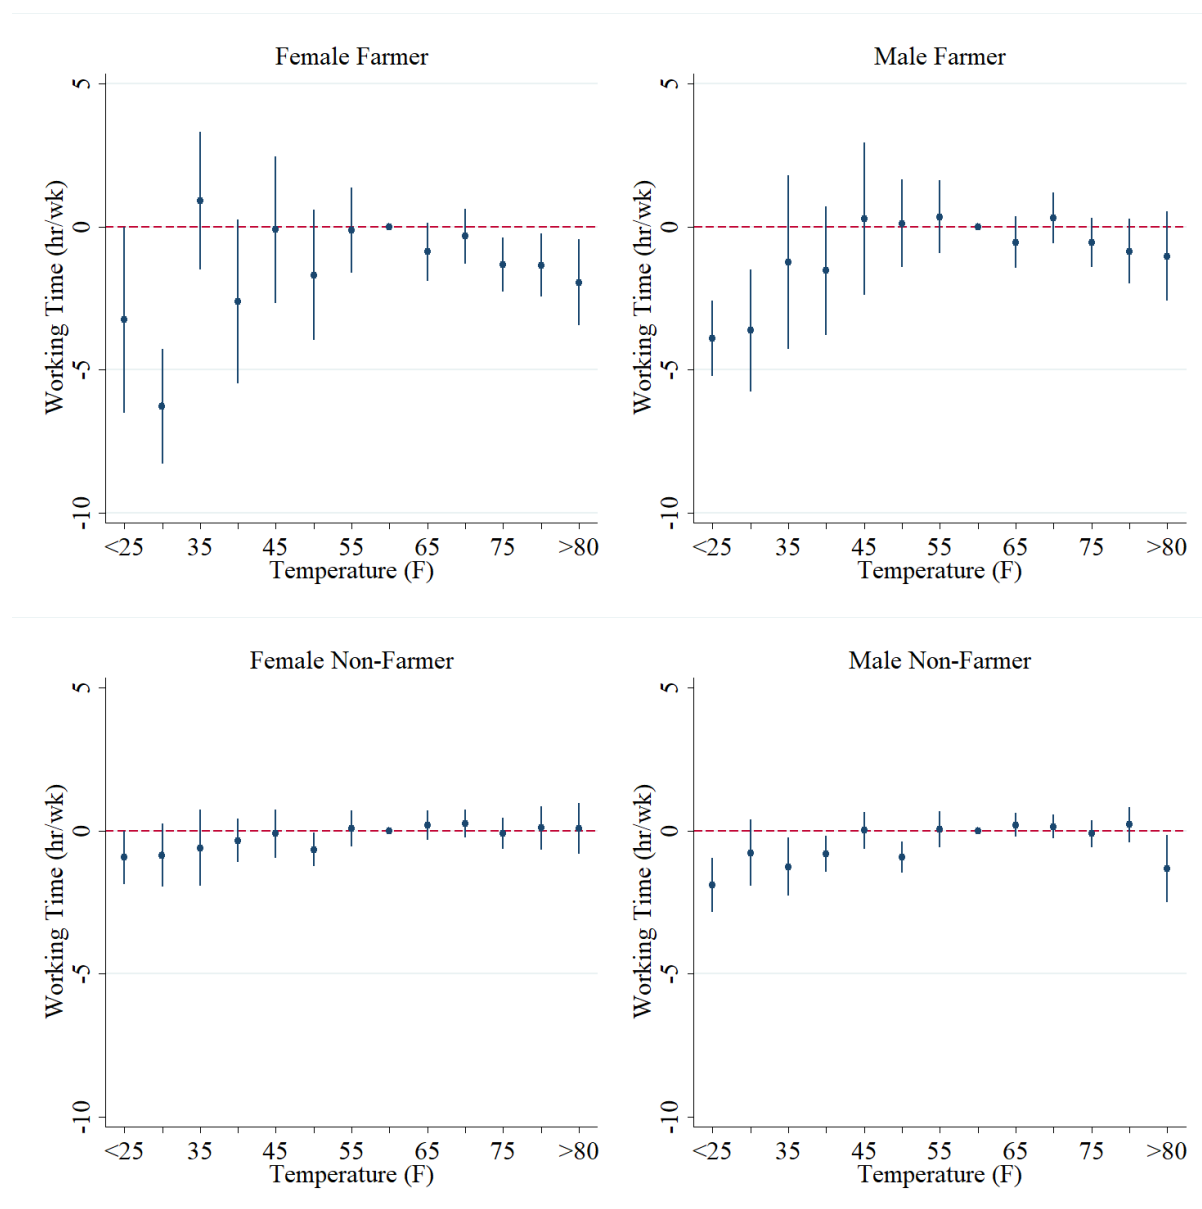 Female Farmer
Working Time (hr/wk)
5
0
-5
-10
<25 35 45 55 65 75 >80
Temperature (F)
Male Farmer
Working Time (hr/wk)
5
0
-5
-10
<25 35 45 55 65 75 >80
Temperature (F)
Female Non-Farmer
Working Time (hr/wk)
5
0
-5
-10
<25 35 45 55 65 75 >80
Temperature (F)
Male Non-Farmer
Working Time (hr/wk)
5
0
-5
-10
<25 35 45 55 65 75 >80
Temperature (F)